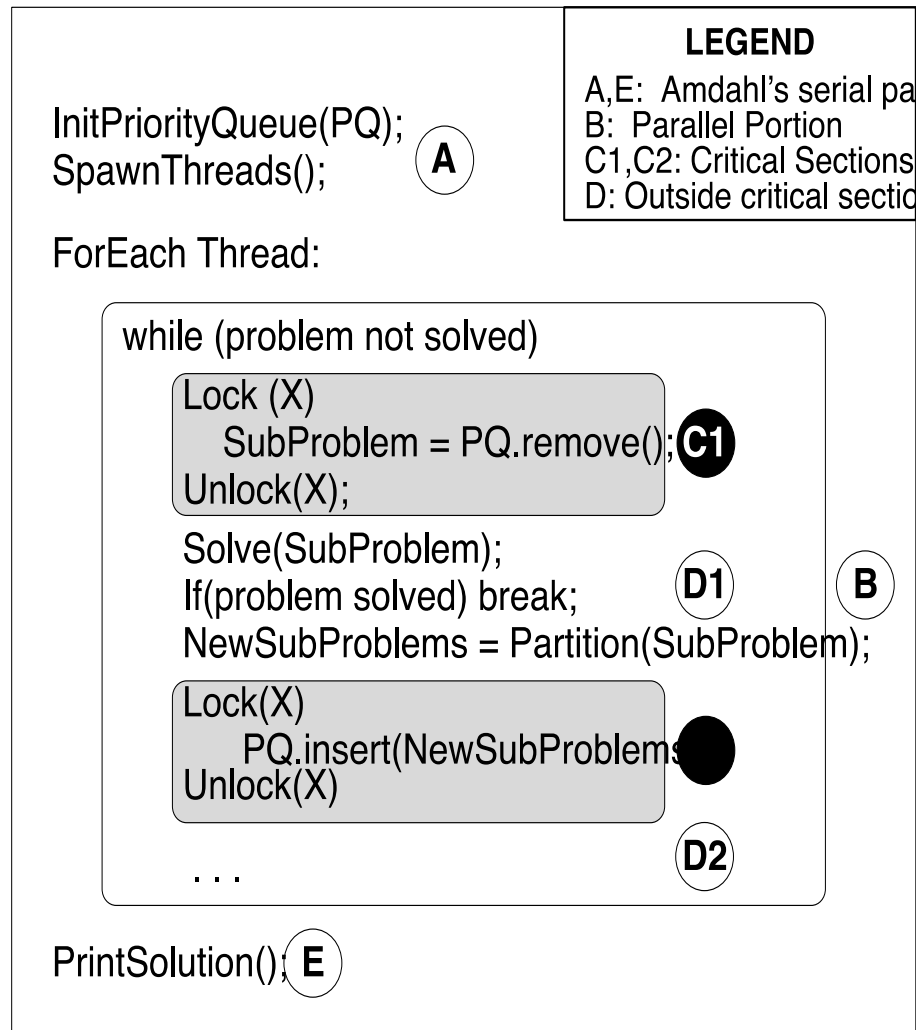 LEGEND
A,E: Amdahl's serial pa
B: Parallel Portion
C1,C2: Critical Sections
D: Outside critical sectio
InitPriorityQueue(PQ);
SpawnThreads();
A
ForEach Thread:
while (problem not solved)
Lock (X)
SubProblem = PQ.remove();
C1
Unlock(X);
Solve(SubProblem);
If(problem solved) break;
D1
B
NewSubProblems = Partition(SubProblem);
Lock(X)
PQ.insert(NewSubProblems
Unlock(X)
D2
. . .
PrintSolution(); E